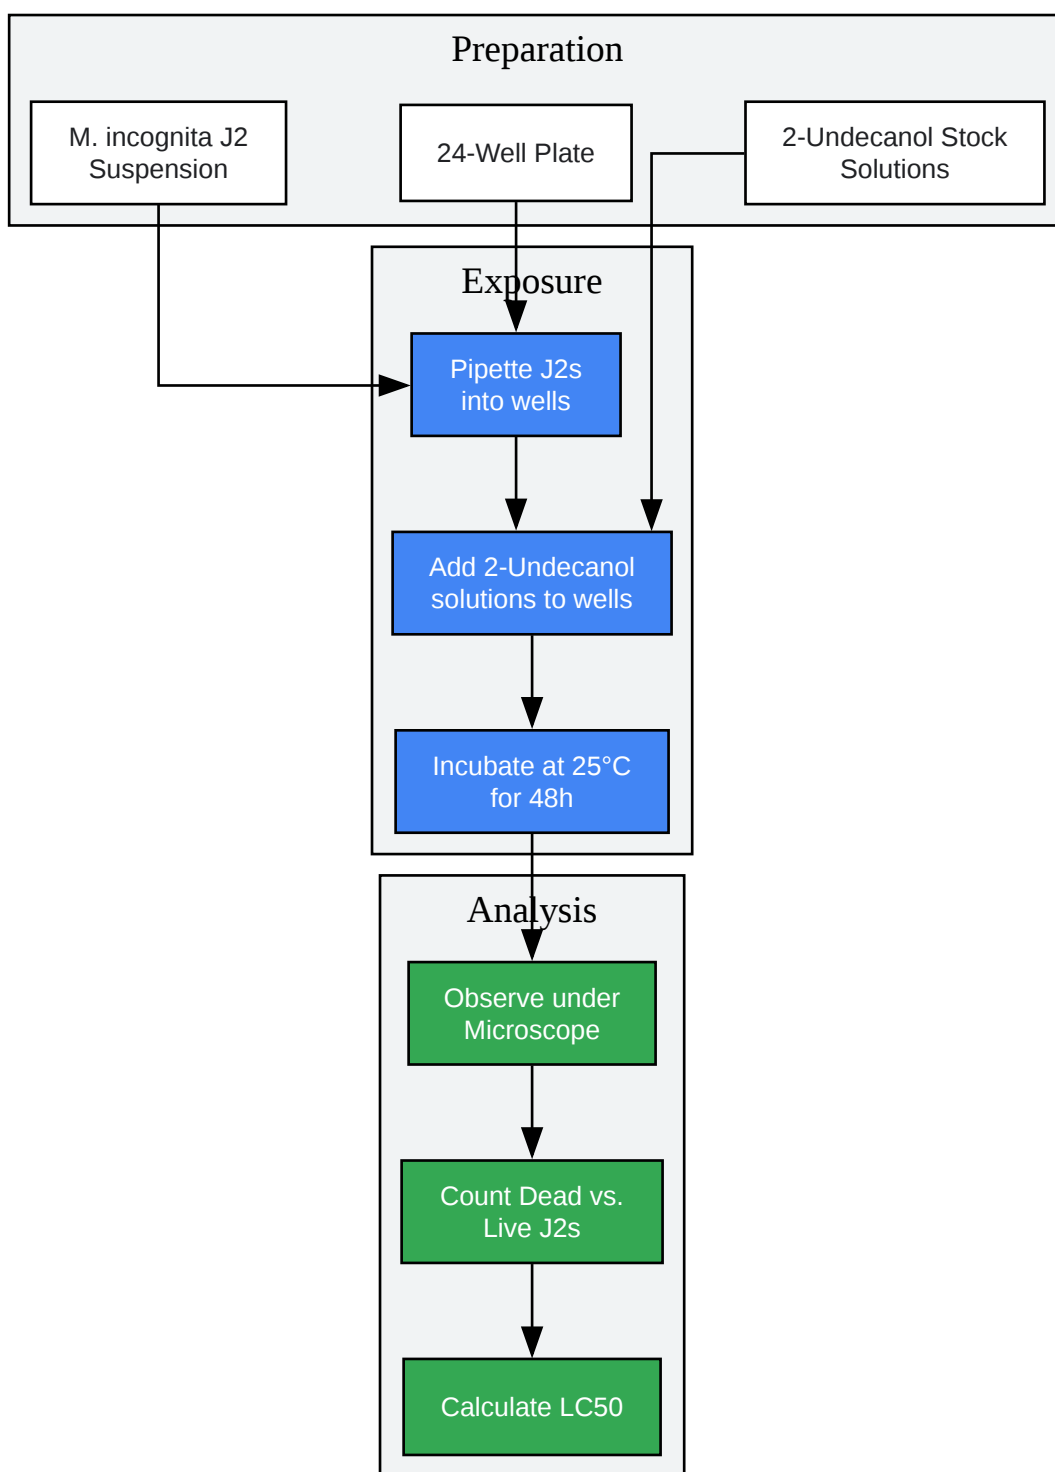 Preparation
M. incognita J2
Suspension
24-Well Plate
2-Undecanol Stock
Solutions
Exposure
Pipette J2s
into wells
Add 2-Undecanol
solutions to wells
Incubate at 25°C
for 48h
Analysis
Observe under
Microscope
Count Dead vs.
Live J2s
Calculate LC50